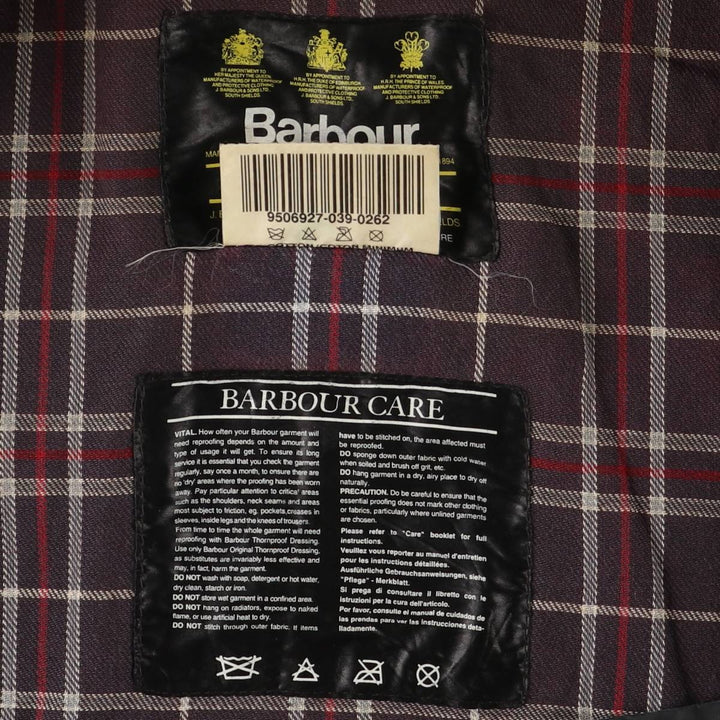 BY APPOINTMENT TO
HER MAJESTY THE QUEEN
MANUFACTURERS OF WATERPROOF
AND PROTECTIVE CLOTHING
J. BARBOUR & SONS LTD.
SOUTH SHIELDS.
BY APPOINTMENT TO
H.R.H. THE DUKE OF EDINBURGH
MANUFACTURERS OF WATERPROOF
AND PROTECTIVE CLOTHING
J. BARBOUR & SONS LTD.
SOUTH SHIELDS.
BY APPOINTMENT TO
H.R.H. THE PRINCE OF WALES
MANUFACTURERS OF WATERPROOF
AND PROTECTIVE CLOTHING
J. BARBOUR & SONS LTD.
SOUTH SHIELDS.
Barbour
1894
9506927-039-0262
MINIMUM
BARBOUR CARE
VITAL. How often your Barbour garment will
need reproofing depends on the amount and
type of usage it will get. To ensure its long
service it is essential that you check the garment
regularly, say once a month, to ensure there are
no 'dry' areas where the proofing has been worn
away. Pay particular attention to critical areas
such as the shoulders, neck seams and areas
most subject to friction, eg. pockets, creases in
sleeves, inside legs and the knees of trousers.
From time to time the whole garment will need
reproofing with Barbour Thornproof Dressing.
Use only Barbour Original Thornproof Dressing,
as substitutes are invariably less effective and
may, in fact, harm the garment.
DO NOT wash with soap, detergent or hot water,
dry clean, starch or iron.
DO NOT store wet garment in a confined area.
DO NOT hang on radiators, expose to naked
flame, or use artificial heat to dry.
DO NOT stitch through outer fabric. If items
have to be stitched on, the area affected must
be reproofed.
DO sponge down outer fabric with cold water
when soiled and brush off grit, etc.
DO hang garment in a dry, airy place to dry off
naturally.
PRECAUTION. Do be careful to ensure that the
essential proofing does not mark other clothing
or fabrics, particularly where unlined garments
are chosen.
Please refer to "Care" booklet for full
instructions.
Veuillez vous reporter au manuel d'entretien
pour les instructions détaillées.
Ausführliche Gebrauchsanweisungen, siehe
"Pflege" - Merkblatt.
Si prega di consultare il libretto con le
istruzioni per la cura dell'articolo.
Por favor, consulte el manual de cuidados de
las prendas para ver las instrucciones deta-
lladamente.